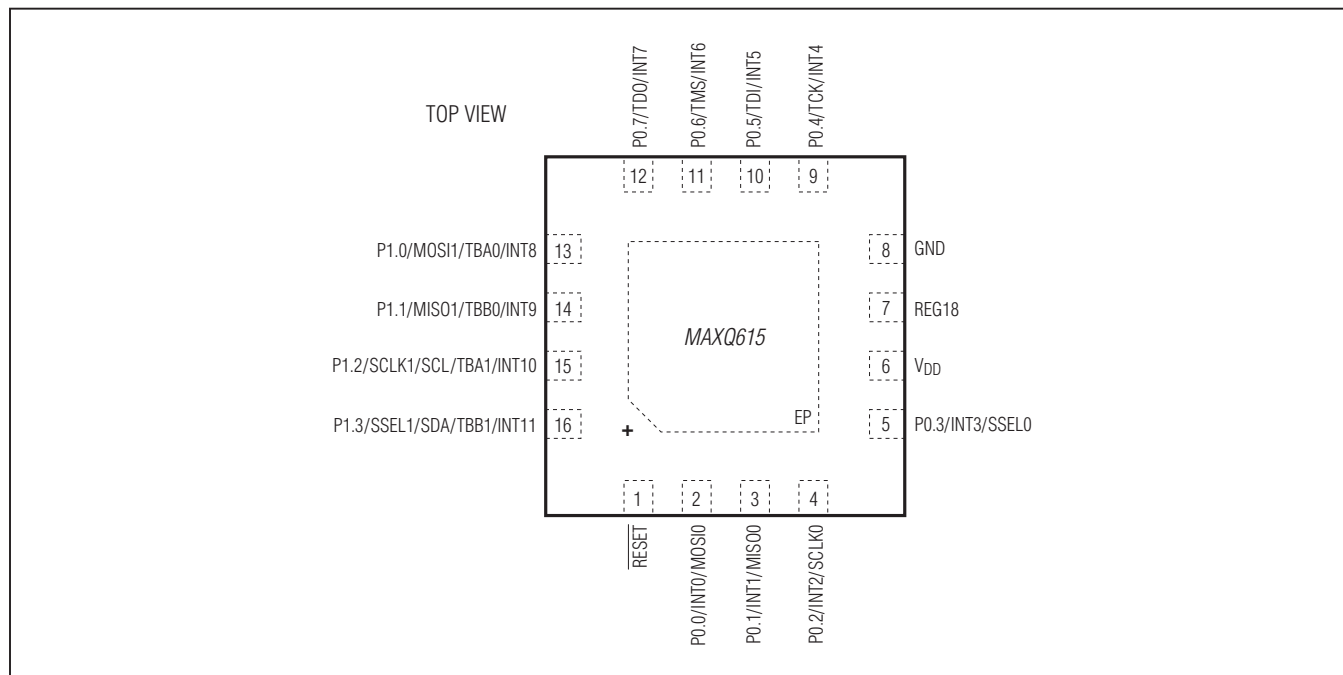 TOP VIEW
P0.7/TDO/INT7
P0.6/TMS/INT6
P0.5/TDI/INT5
P0.4/TCK/INT4
12
11
10
9
P1.0/MOSI1/TBA0/INT8
13
8
GND
P1.1/MISO1/TBB0/INT9
14
7
REG18
MAXQ615
P1.2/SCLK1/SCL/TBA1/INT10
15
6
VDD
P1.3/SSEL1/SDA/TBB1/INT11
16
+
EP
5
P0.3/INT3/SSEL0
1
2
3
4
RESET
P0.0/INT0/MOSI0
P0.1/INT1/MISO0
P0.2/INT2/SCLK0